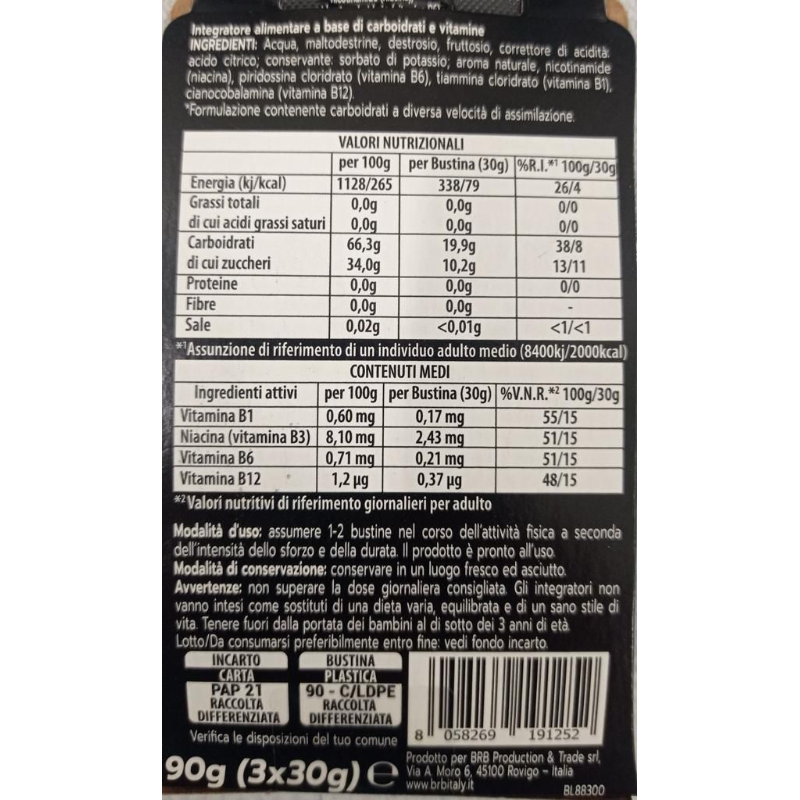 Integratore alimentare a base di carboidrati e vitamine
INGREDIENTI: Acqua, maltodestrine, destrosio, fruttosio, correttore di acidità:
acido citrico; conservante: sorbato di potassio; aroma naturale, nicotinamide
(niacina), piridossina cloridrato (vitamina B6), tiammina cloridrato (vitamina B1),
cianocobalamina (vitamina B12).
*Formulazione contenente carboidrati a diversa velocità di assimilazione.
VALORI NUTRIZIONALI
per 100g per Bustina (30g) %R.I.*1 100g/30g
Energia (kj/kcal) 1128/265 338/79 26/4
Grassi totali 0,0g 0,0g 0/0
di cui acidi grassi saturi 0,0g 0,0g 0/0
Carboidrati 66,3g 19,9g 38/8
di cui zuccheri 34,0g 10,2g 13/11
Proteine 0,0g 0,0g 0/0
Fibre 0,0g 0,0g -
Sale 0,02g <0,01g <1/<1
*1Assunzione di riferimento di un individuo adulto medio (8400kj/2000kcal)
CONTENUTI MEDI
Ingredienti attivi per 100g per Bustina (30g) %V.N.R.*2 100g/30g
Vitamina B1 0,60 mg 0,17 mg 55/15
Niacina (vitamina B3) 8,10 mg 2,43 mg 51/15
Vitamina B6 0,71 mg 0,21 mg 51/15
Vitamina B12 1,2 µg 0,37 µg 48/15
*2Valori nutritivi di riferimento giornalieri per adulto
Modalità d'uso: assumere 1-2 bustine nel corso dell'attività fisica a seconda
dell'intensità dello sforzo e della durata. Il prodotto è pronto all'uso.
Modalità di conservazione: conservare in un luogo fresco ed asciutto.
Avvertenze: non superare la dose giornaliera consigliata. Gli integratori non
vanno intesi come sostituti di una dieta varia, equilibrata e di un sano stile di
vita. Tenere fuori dalla portata dei bambini al di sotto dei 3 anni di età.
Lotto/Da consumarsi preferibilmente entro fine: vedi fondo incarto.
INCARTO
CARTA
PAP 21
RACCOLTA
DIFFERENZIATA
BUSTINA
PLASTICA
90 - C/LDPE
RACCOLTA
DIFFERENZIATA
Verifica le disposizioni del tuo comune
8 058269 191252
90g (3x30g) e
Prodotto per BRB Production & Trade srl,
Via A. Moro 6, 45100 Rovigo - Italia
www.brbitaly.it
BL88300